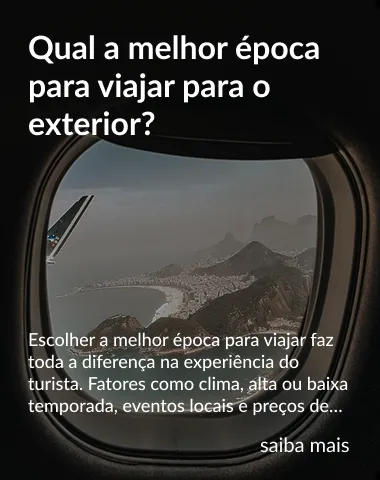 Qual a melhor época
para viajar para o
exterior?
Escolher a melhor época para viajar faz
toda a diferença na experiência do
turista. Fatores como clima, alta ou baixa
temporada, eventos locais e preços de...
saiba mais